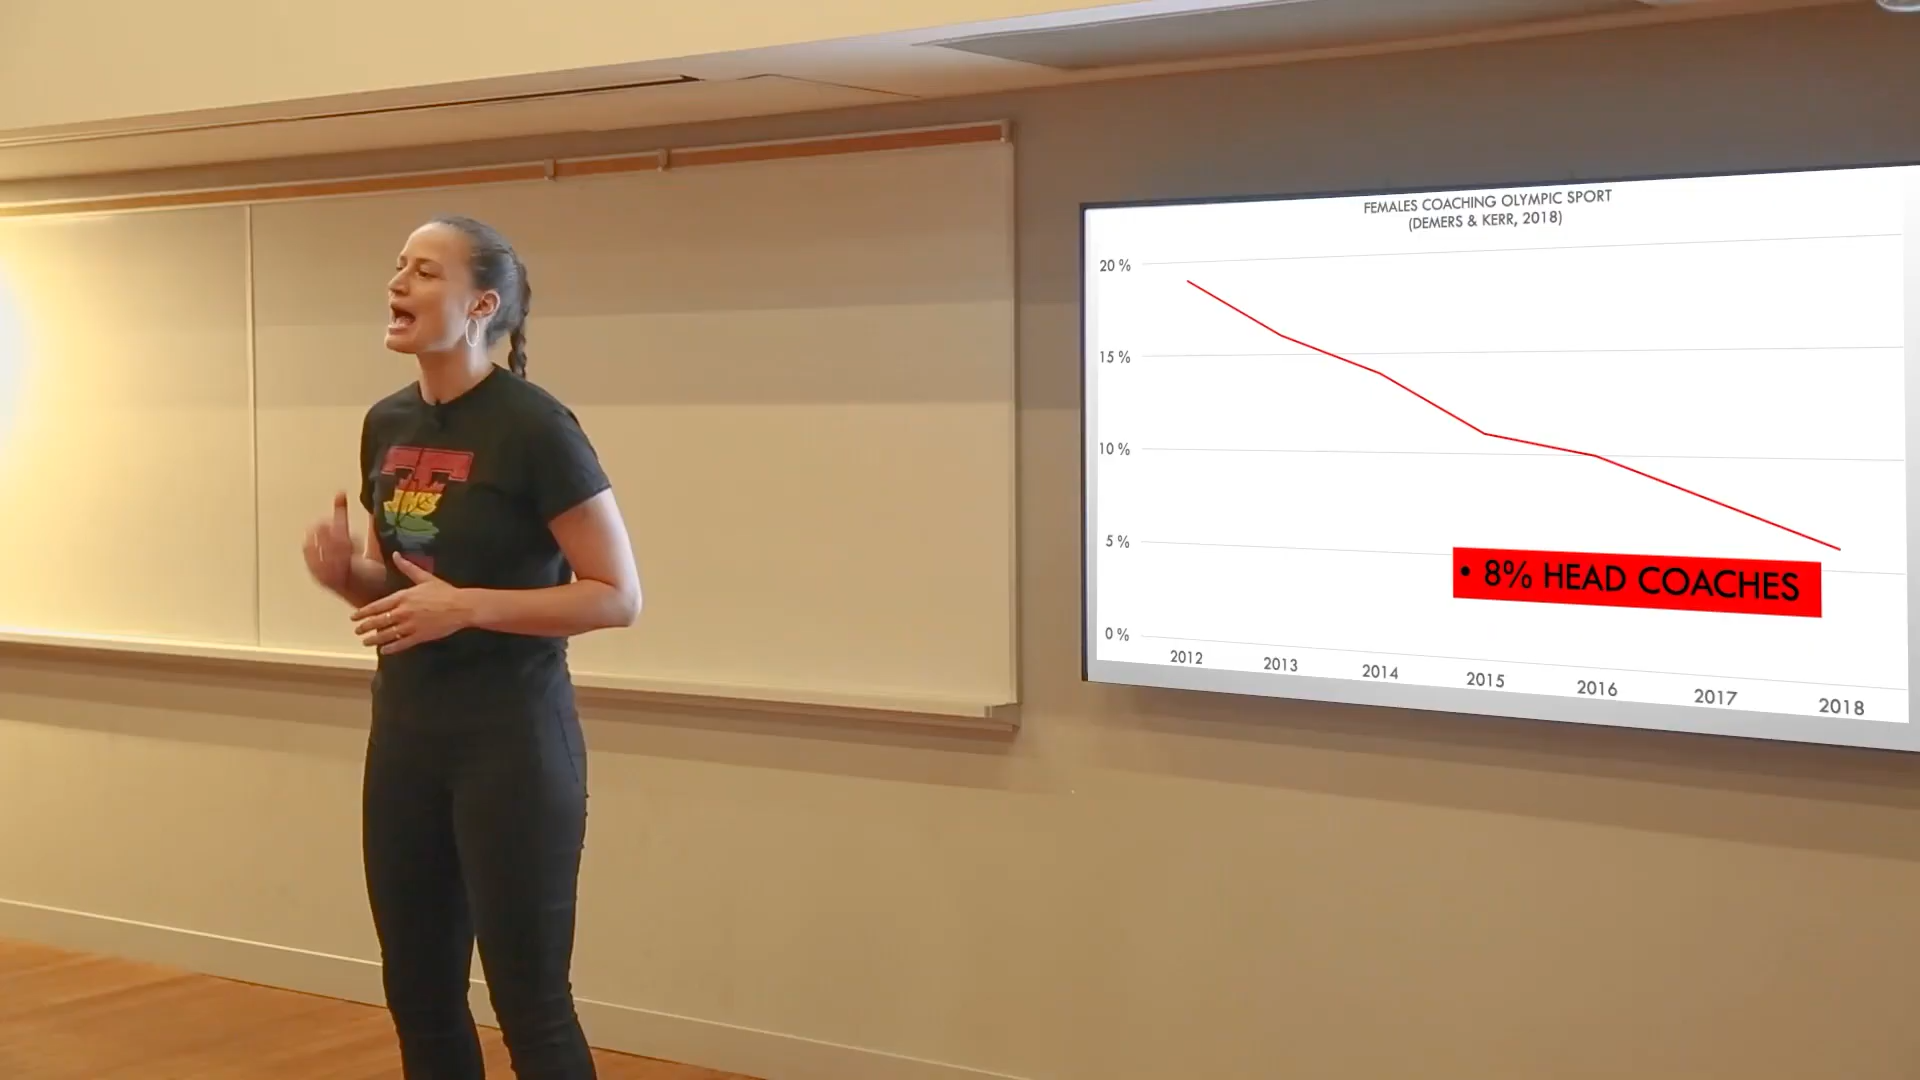 FEMALES COACHING OLYMPIC SPORT
(DEMERS & KERR, 2018)
20 %
15 %
10 %
5 %
0 %
• 8% HEAD COACHES
2012 2013 2014 2015 2016 2017 2018
T